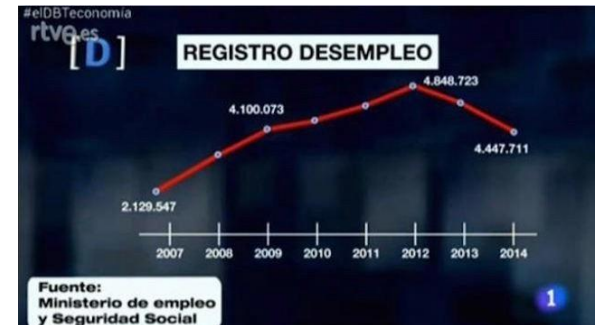 #elDBTeconomía
rtve.es
[D]
REGISTRO DESEMPLEO
4.848.723
4.100.073
4.447.711
2.129.547
2007 2008 2009 2010 2011 2012 2013 2014
Fuente:
Ministerio de empleo
y Seguridad Social
1